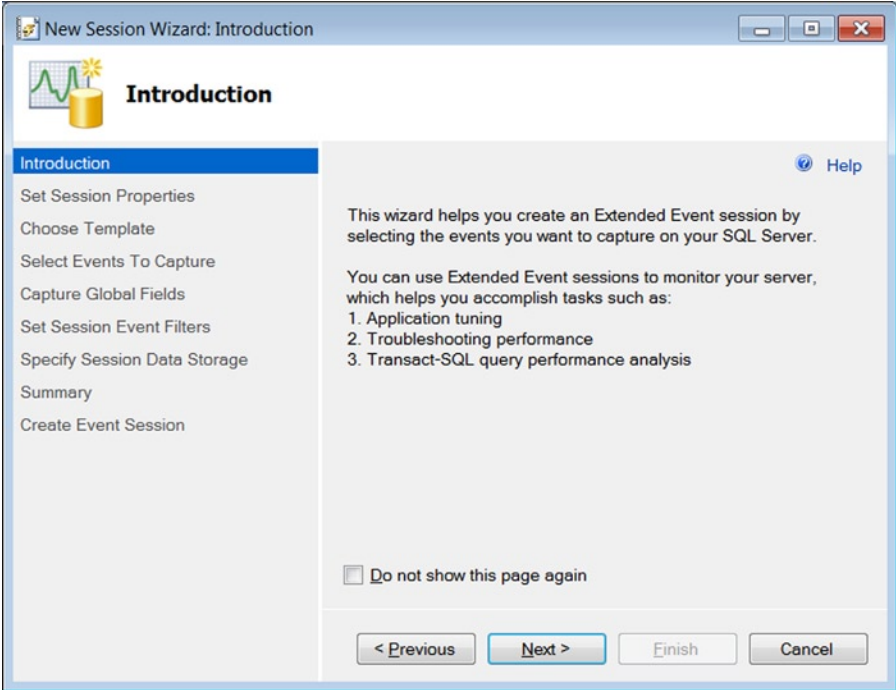 New Session Wizard: Introduction
Introduction
Introduction
Set Session Properties
Choose Template
Select Events To Capture
Capture Global Fields
Set Session Event Filters
Specify Session Data Storage
Summary
Create Event Session
Help
This wizard helps you create an Extended Event session by
selecting the events you want to capture on your SQL Server.
You can use Extended Event sessions to monitor your server,
which helps you accomplish tasks such as:
1. Application tuning
2. Troubleshooting performance
3. Transact-SQL query performance analysis
Do not show this page again
< Previous
Next >
Finish
Cancel